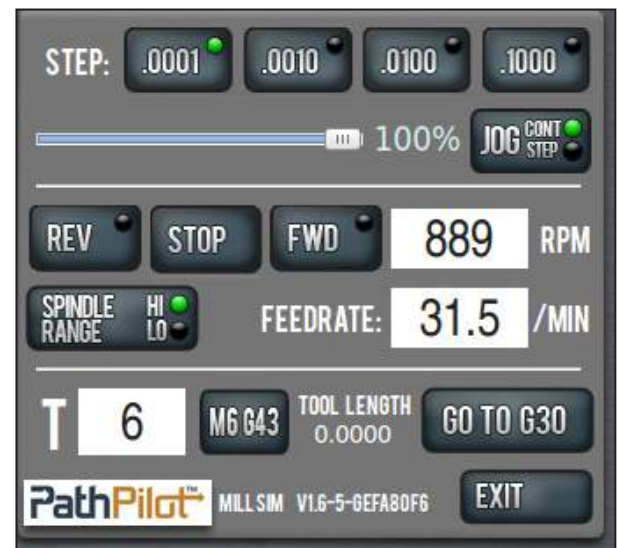 STEP: .0001 .0010 .0100 .1000
100% JOG CONT STEP
REV STOP FWD 889 RPM
SPINDLE RANGE HI LO FEEDRATE: 31.5 /MIN
T 6 M6 G43 TOOL LENGTH 0.0000 GO TO G30
PathPilot™ MILL SIM V1.6-5-GEFA80F6 EXIT